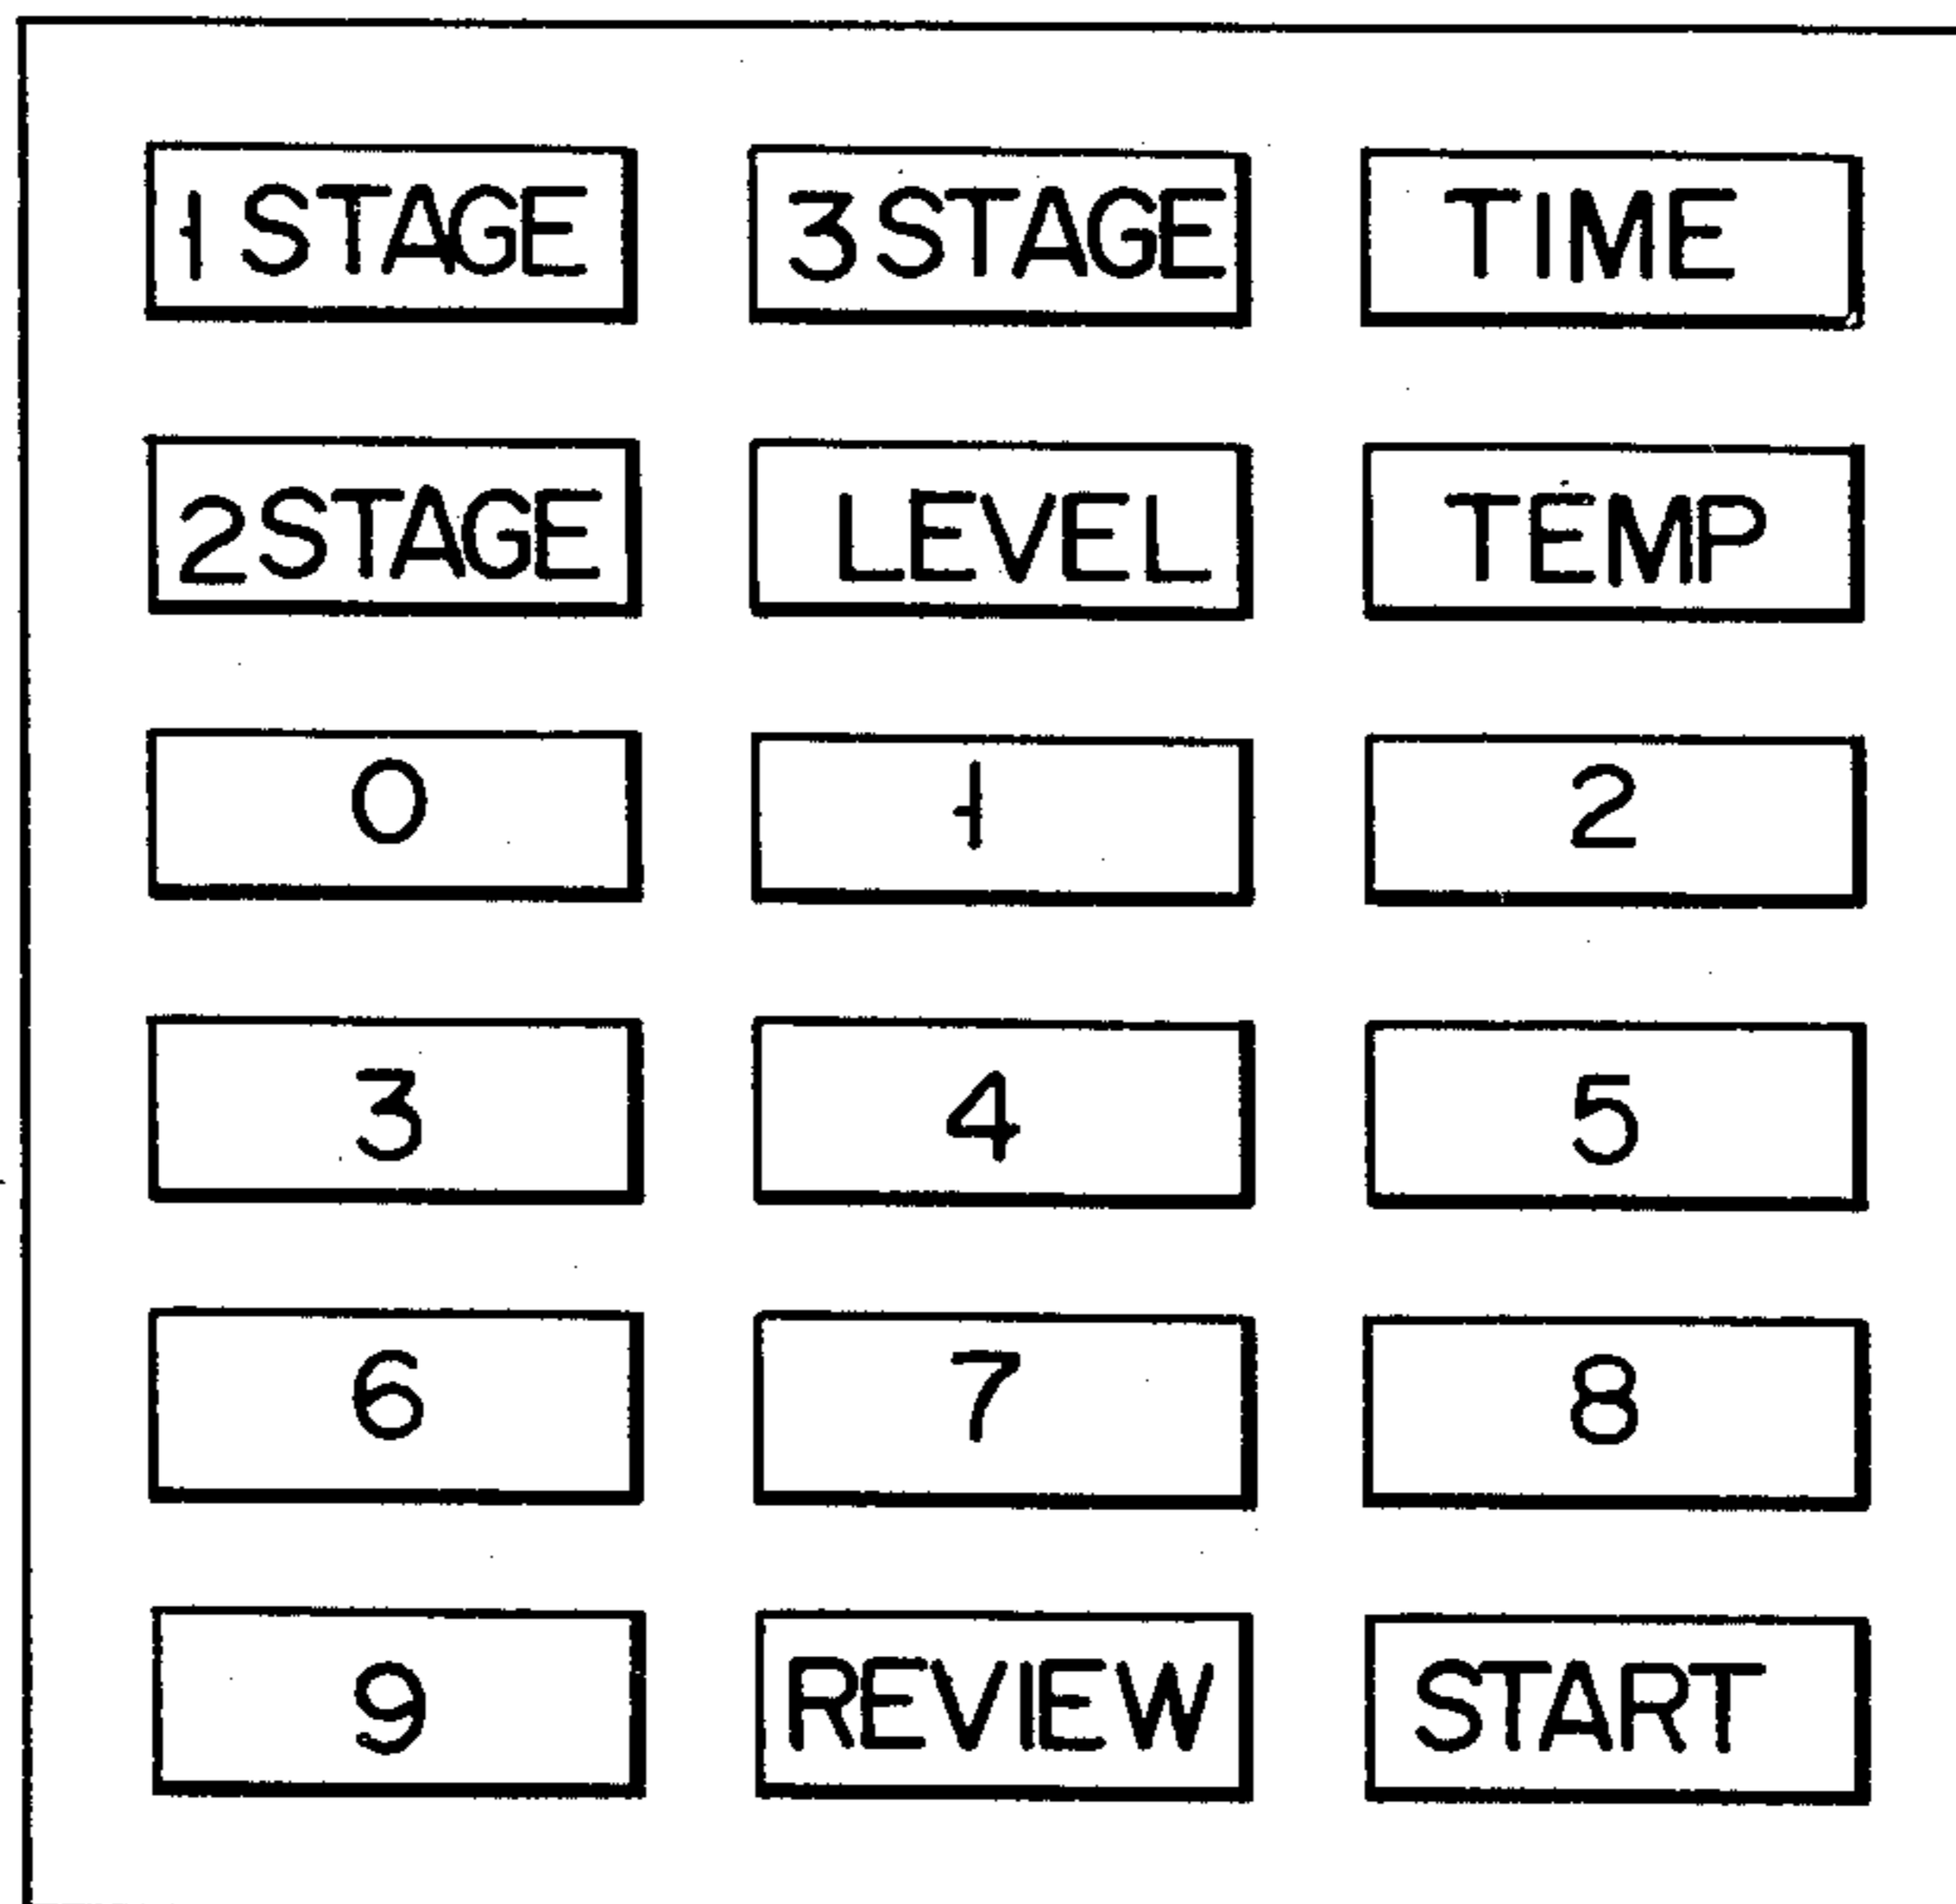 1 STAGE 3 STAGE TIME
2 STAGE LEVEL TEMP
0 1 2
3 4 5
6 7 8
9 REVIEW START